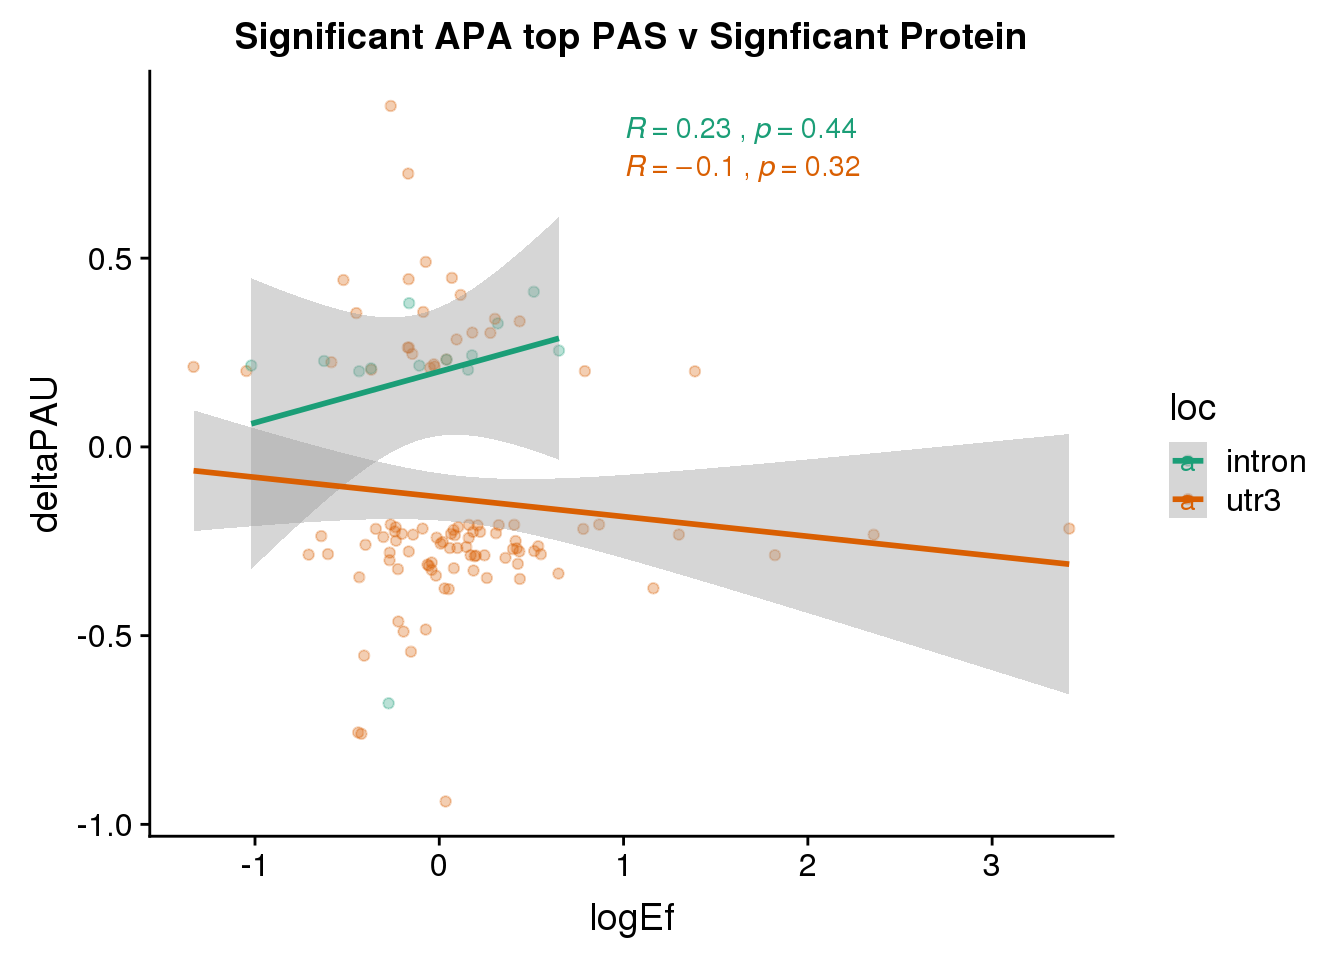 Significant APA top PAS v Signficant Protein
R = 0.23 , p = 0.44
R = −0.1 , p = 0.32
0.5
0.0
-0.5
-1.0
deltaPAU
-1 0 1 2 3
logEf
loc
a intron
a utr3